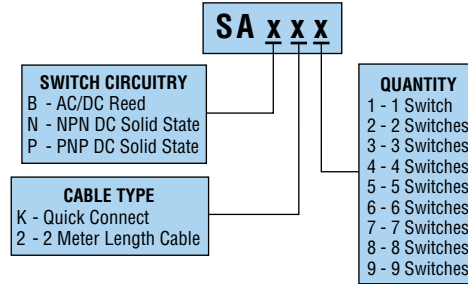 SA x x x
SWITCH CIRCUITRY
B - AC/DC Reed
N - NPN DC Solid State
P - PNP DC Solid State
CABLE TYPE
K - Quick Connect
2 - 2 Meter Length Cable
QUANTITY
1 - 1 Switch
2 - 2 Switches
3 - 3 Switches
4 - 4 Switches
5 - 5 Switches
6 - 6 Switches
7 - 7 Switches
8 - 8 Switches
9 - 9 Switches